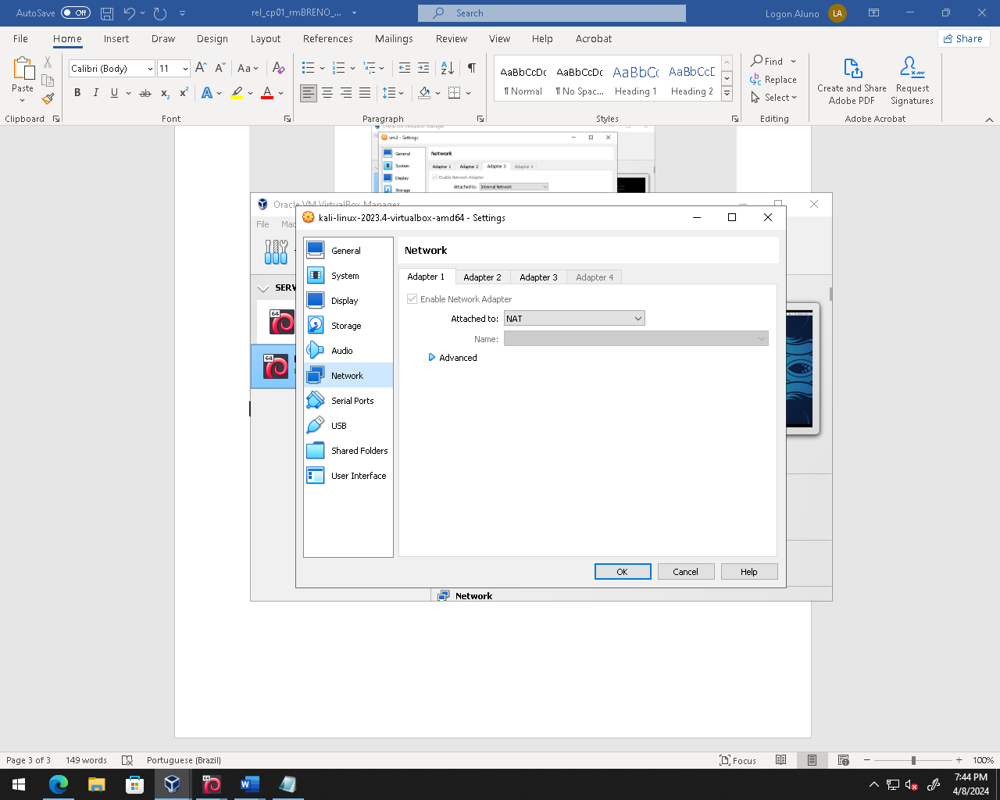 AutoSave Off rel_cp01_rmBRENO_... Search Logon Aluno LA
File Home Insert Draw Design Layout References Mailings Review View Help Acrobat Share
Calibri (Body) 11 Aa Find
Paste Replace
B I U ab x2 x2 A A Select
AaBbCcDc AaBbCcDc AaBbCc AaBbCcD
¶ Normal ¶ No Spac... Heading 1 Heading 2
Create and Share Adobe PDF
Request Signatures
Clipboard Font Paragraph Styles Editing Adobe Acrobat
vm2 - Settings
General Network
System Adapter 1 Adapter 2 Adapter 3 Adapter 4
Display Enable Network Adapter
Storage Attached to: Internal Network
Oracle VM VirtualBox Manager
File
SERV
64
64
kali-linux-2023.4-virtualbox-amd64 - Settings
General
System
Display
Storage
Audio
Network
Serial Ports
USB
Shared Folders
User Interface
Network
Adapter 1 Adapter 2 Adapter 3 Adapter 4
Enable Network Adapter
Attached to: NAT
Name:
Advanced
OK Cancel Help
Network
Page 3 of 3 149 words Portuguese (Brazil) Focus 100%
7:44 PM
4/8/2024